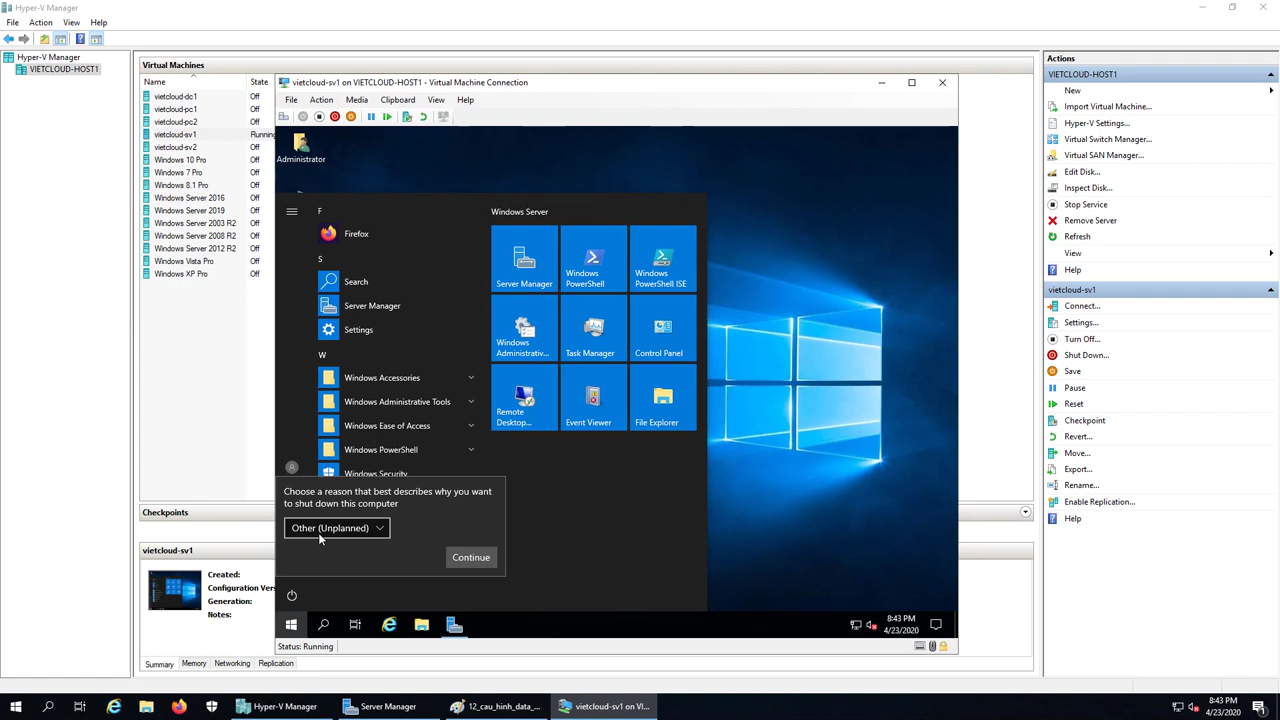 Hyper-V Manager
File Action View Help
Hyper-V Manager
VIETCLOUD-HOST1
Virtual Machines
Name State
vietcloud-dc1 Off
vietcloud-pc1 Off
vietcloud-pc2 Off
vietcloud-sv1 Running
vietcloud-sv2 Off
Windows 10 Pro Off
Windows 7 Pro Off
Windows 8.1 Pro Off
Windows Server 2016 Off
Windows Server 2019 Off
Windows Server 2003 R2 Off
Windows Server 2008 R2 Off
Windows Server 2012 R2 Off
Windows Vista Pro Off
Windows XP Pro Off
Checkpoints
vietcloud-sv1
Created:
Configuration Ver
Generation:
Notes:
Summary Memory Networking Replication
vietcloud-sv1 on VIETCLOUD-HOST1 - Virtual Machine Connection
File Action Media Clipboard View Help
Administrator
F
Firefox
S
Search
Server Manager
Settings
W
Windows Accessories
Windows Administrative Tools
Windows Ease of Access
Windows PowerShell
Windows Security
Windows Server
Server Manager
Windows PowerShell
Windows PowerShell ISE
Windows Administrativ...
Task Manager
Control Panel
Remote Desktop...
Event Viewer
File Explorer
Choose a reason that best describes why you want
to shut down this computer
Other (Unplanned)
Continue
8:43 PM
4/23/2020
Status: Running
Actions
VIETCLOUD-HOST1
New
Import Virtual Machine...
Hyper-V Settings...
Virtual Switch Manager...
Virtual SAN Manager...
Edit Disk...
Inspect Disk...
Stop Service
Remove Server
Refresh
View
Help
vietcloud-sv1
Connect...
Settings...
Turn Off...
Shut Down...
Save
Pause
Reset
Checkpoint
Revert...
Move...
Export...
Rename...
Enable Replication...
Help
Hyper-V Manager
Server Manager
12_cau_hinh_data_...
vietcloud-sv1 on VI...
8:43 PM
4/23/2020